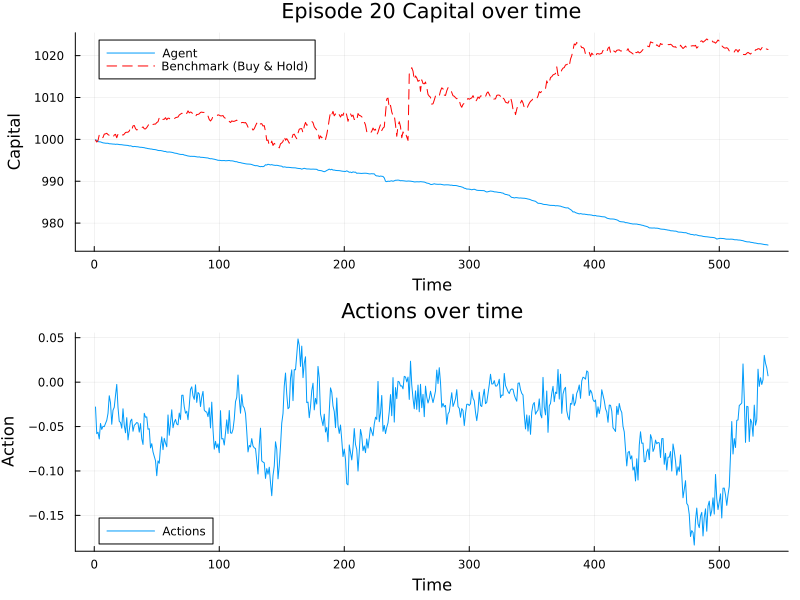 Episode 20 Capital over time
Capital
1020
1010
1000
990
980
Agent
Benchmark (Buy & Hold)
0 100 200 300 400 500
Time
Actions over time
Action
0.05
0.00
−0.05
−0.10
−0.15
Actions
0 100 200 300 400 500
Time